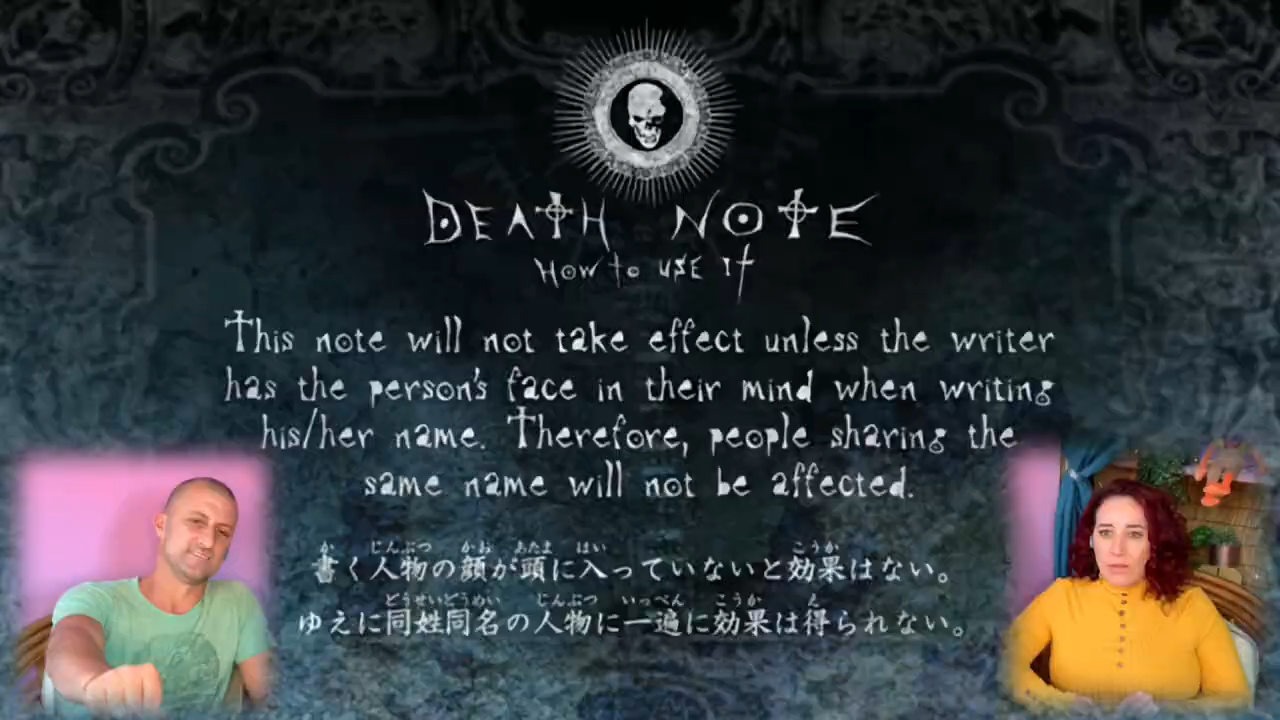 DEATH NOTE
HOW to USE IT
This note will not take effect unless the writer
has the person's face in their mind when writing
his/her name. Therefore, people sharing the
same name will not be affected.
書く人物の顔が頭に入っていないと効果はない。
ゆえに同姓同名の人物に一遍に効果は得られない。